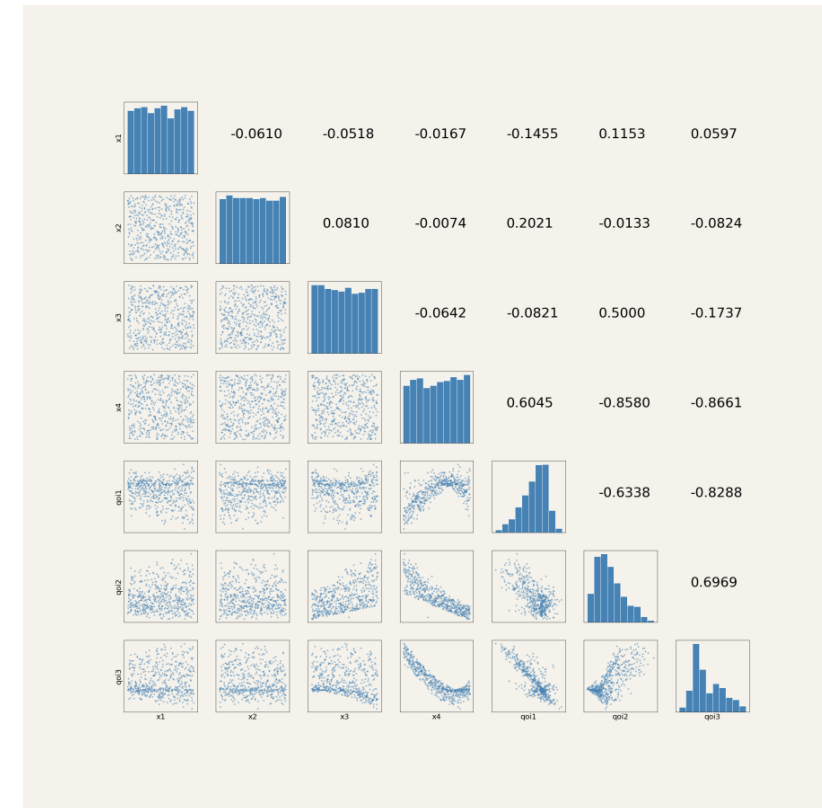 x1 -0.0610 -0.0518 -0.0167 -0.1455 0.1153 0.0597
x2 0.0810 -0.0074 0.2021 -0.0133 -0.0824
x3 -0.0642 -0.0821 0.5000 -0.1737
x4 0.6045 -0.8580 -0.8661
qoi1 -0.6338 -0.8288
qoi2 0.6969
qoi3
x1 x2 x3 x4 qoi1 qoi2 qoi3